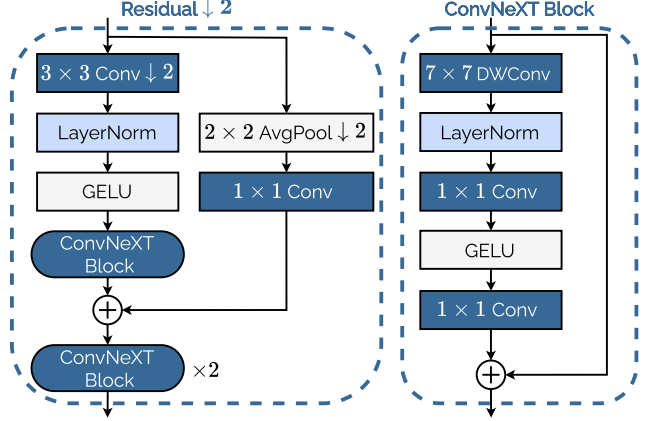 Residual ↓ 2
3 × 3 Conv ↓ 2
LayerNorm
GELU
ConvNeXT
Block
2 × 2 AvgPool ↓ 2
1 × 1 Conv
+
ConvNeXT
Block
×2
ConvNeXT Block
7 × 7 DWConv
LayerNorm
1 × 1 Conv
GELU
1 × 1 Conv
+